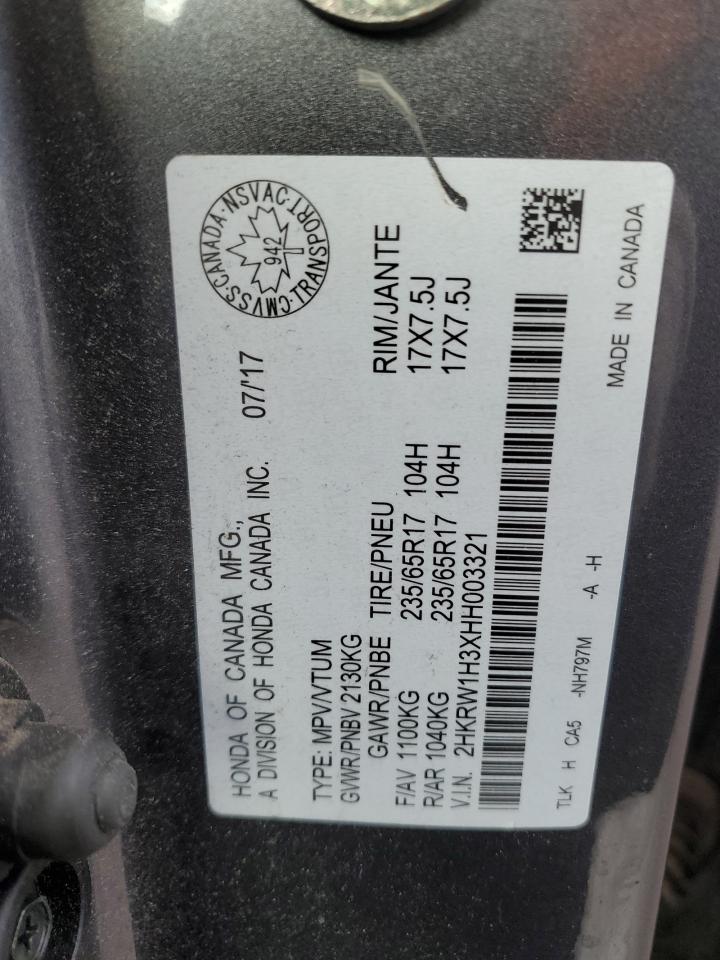 HONDA OF CANADA MFG.,
A DIVISION OF HONDA CANADA INC. 07/'17
CMVSS·CANADA·NSVAC·TRANSPORT·
942
TYPE: MPV/VTUM
GVWR/PNBV 2130KG
GAWR/PNBE TIRE/PNEU RIM/JANTE
F/AV 1100KG 235/65R17 104H 17X7.5J
R/AR 1040KG 235/65R17 104H 17X7.5J
V.I.N. 2HKRW1H3XHH003321
TLK H CA5 -NH797M -A -H
MADE IN CANADA